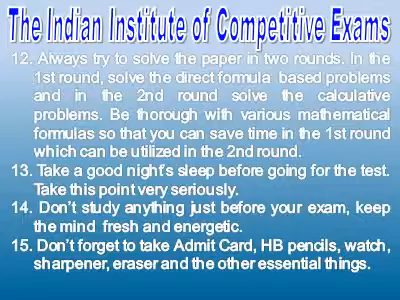 The Indian Institute of Competitive Exams
12. Always try to solve the paper in two rounds. In the
1st round, solve the direct formula based problems
and in the 2nd round solve the calculative
problems. Be thorough with various mathematical
formulas so that you can save time in the 1st round
which can be utilized in the 2nd round.
13. Take a good night's sleep before going for the test.
Take this point very seriously.
14. Don't study anything just before your exam, keep
the mind fresh and energetic.
15. Don't forget to take Admit Card, HB pencils, watch,
sharpener, eraser and the other essential things.